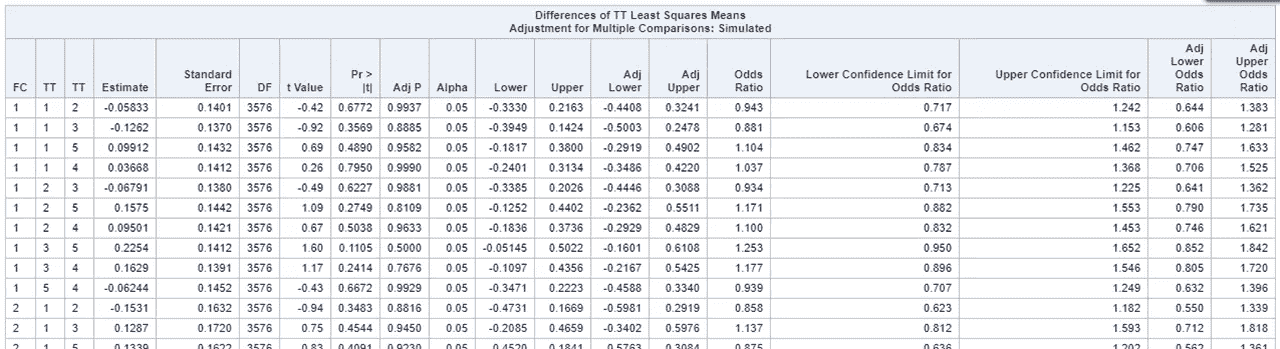 Differences of TT Least Squares Means
Adjustment for Multiple Comparisons: Simulated
FC TT TT Estimate Standard Error DF t Value Pr > |t| Adj P Alpha Lower Upper Adj Lower Adj Upper Odds Ratio Lower Confidence Limit for Odds Ratio Upper Confidence Limit for Odds Ratio Adj Lower Odds Ratio Adj Upper Odds Ratio
1 1 2 -0.05833 0.1401 3576 -0.42 0.6772 0.9937 0.05 -0.3330 0.2163 -0.4408 0.3241 0.943 0.717 1.242 0.644 1.383
1 1 3 -0.1262 0.1370 3576 -0.92 0.3569 0.8885 0.05 -0.3949 0.1424 -0.5003 0.2478 0.881 0.674 1.153 0.606 1.281
1 1 5 0.09912 0.1432 3576 0.69 0.4890 0.9582 0.05 -0.1817 0.3800 -0.2919 0.4902 1.104 0.834 1.462 0.747 1.633
1 1 4 0.03668 0.1412 3576 0.26 0.7950 0.9990 0.05 -0.2401 0.3134 -0.3486 0.4220 1.037 0.787 1.368 0.706 1.525
1 2 3 -0.06791 0.1380 3576 -0.49 0.6227 0.9881 0.05 -0.3385 0.2026 -0.4446 0.3088 0.934 0.713 1.225 0.641 1.362
1 2 5 0.1575 0.1442 3576 1.09 0.2749 0.8109 0.05 -0.1252 0.4402 -0.2362 0.5511 1.171 0.882 1.553 0.790 1.735
1 2 4 0.09501 0.1421 3576 0.67 0.5038 0.9633 0.05 -0.1836 0.3736 -0.2929 0.4829 1.100 0.832 1.453 0.746 1.621
1 3 5 0.2254 0.1412 3576 1.60 0.1105 0.5000 0.05 -0.05145 0.5022 -0.1601 0.6108 1.253 0.950 1.652 0.852 1.842
1 3 4 0.1629 0.1391 3576 1.17 0.2414 0.7676 0.05 -0.1097 0.4356 -0.2167 0.5425 1.177 0.896 1.546 0.805 1.720
1 5 4 -0.06244 0.1452 3576 -0.43 0.6672 0.9929 0.05 -0.3471 0.2223 -0.4588 0.3340 0.939 0.707 1.249 0.632 1.396
2 1 2 -0.1531 0.1632 3576 -0.94 0.3483 0.8816 0.05 -0.4731 0.1669 -0.5981 0.2919 0.858 0.623 1.182 0.550 1.339
2 1 3 0.1287 0.1720 3576 0.75 0.4544 0.9450 0.05 -0.2085 0.4659 -0.3402 0.5976 1.137 0.812 1.593 0.712 1.818
2 1 5 3576 0.05